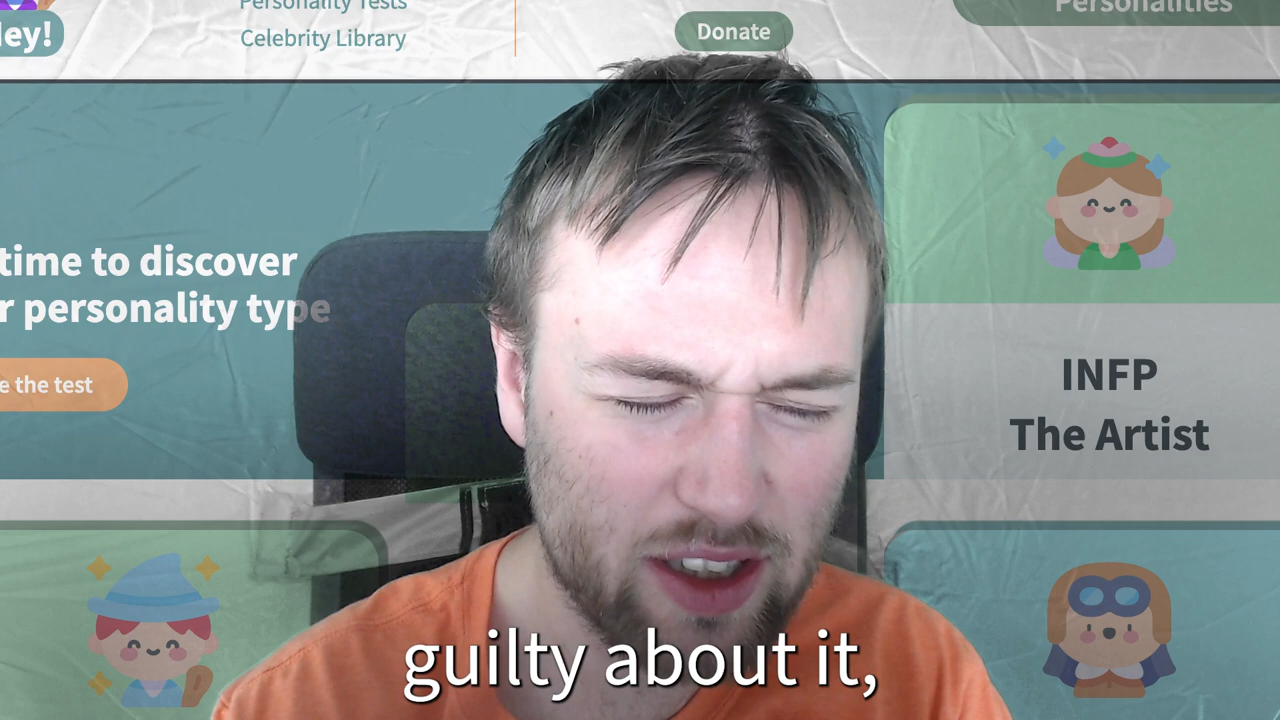 Personality Tests
Celebrity Library
Donate
Personalities
Hey!
time to discover
r personality type
e the test
INFP
The Artist
guilty about it,